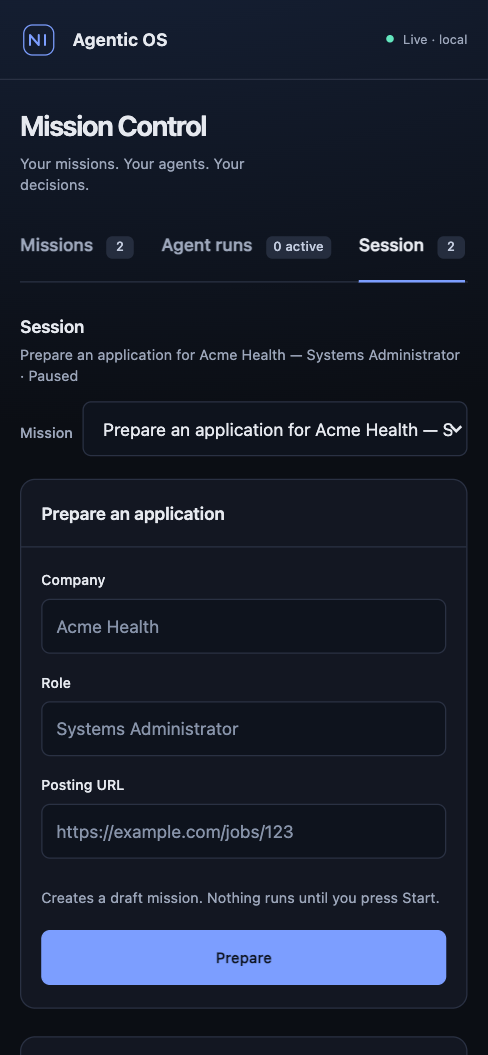 NI Agentic OS Live · local
Mission Control
Your missions. Your agents. Your
decisions.
Missions 2 Agent runs 0 active Session 2
Session
Prepare an application for Acme Health — Systems Administrator
· Paused
Mission Prepare an application for Acme Health — S
Prepare an application
Company
Acme Health
Role
Systems Administrator
Posting URL
https://example.com/jobs/123
Creates a draft mission. Nothing runs until you press Start.
Prepare